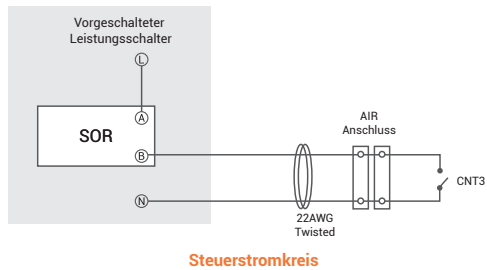 Vorgeschalteter
Leistungsschalter
L
A
SOR
B
N
AIR
Anschluss
CNT3
22AWG
Twisted
Steuerstromkreis